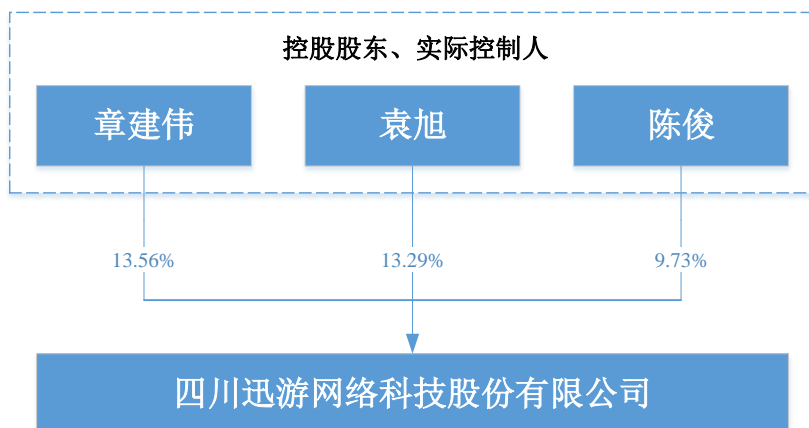 控股股东、实际控制人
章建伟
袁旭
陈俊
13.56%
13.29%
9.73%
四川迅游网络科技股份有限公司